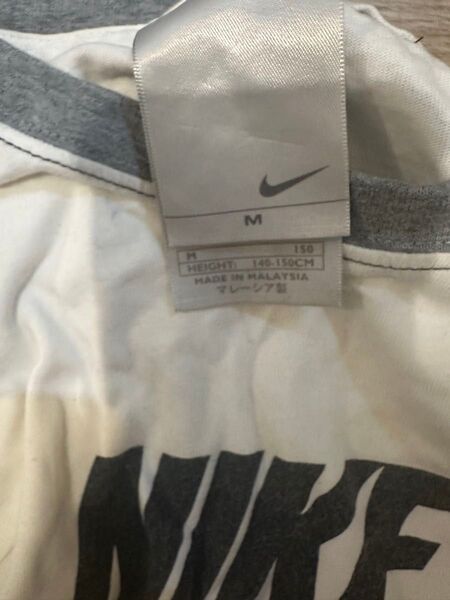 M
M 150
HEIGHT: 140-150CM
MADE IN MALAYSIA
マレーシア製
NIKE